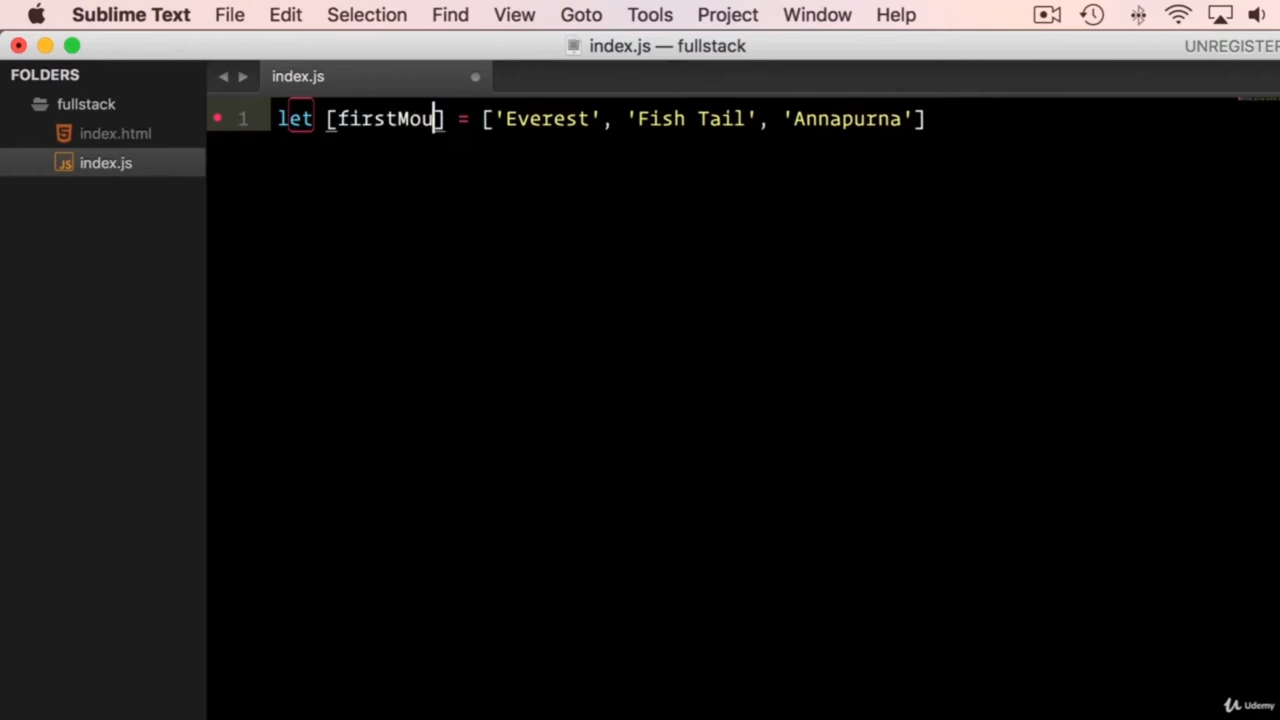 Sublime Text File Edit Selection Find View Goto Tools Project Window Help
index.js — fullstack UNREGISTER
FOLDERS
index.js
fullstack
index.html
index.js
1 let [firstMou] = ['Everest', 'Fish Tail', 'Annapurna']
Udemy